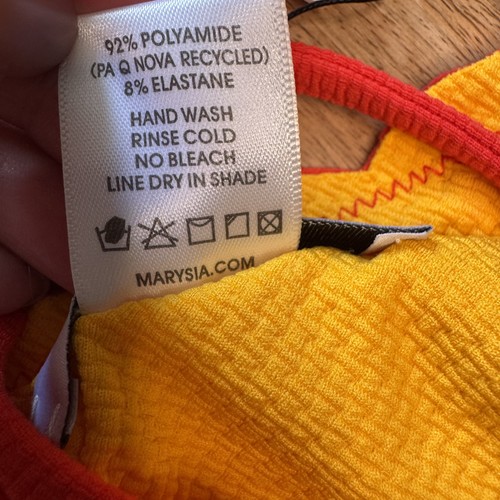 92% POLYAMIDE
(PA Q NOVA RECYCLED)
8% ELASTANE
HAND WASH
RINSE COLD
NO BLEACH
LINE DRY IN SHADE
MARYSIA.COM